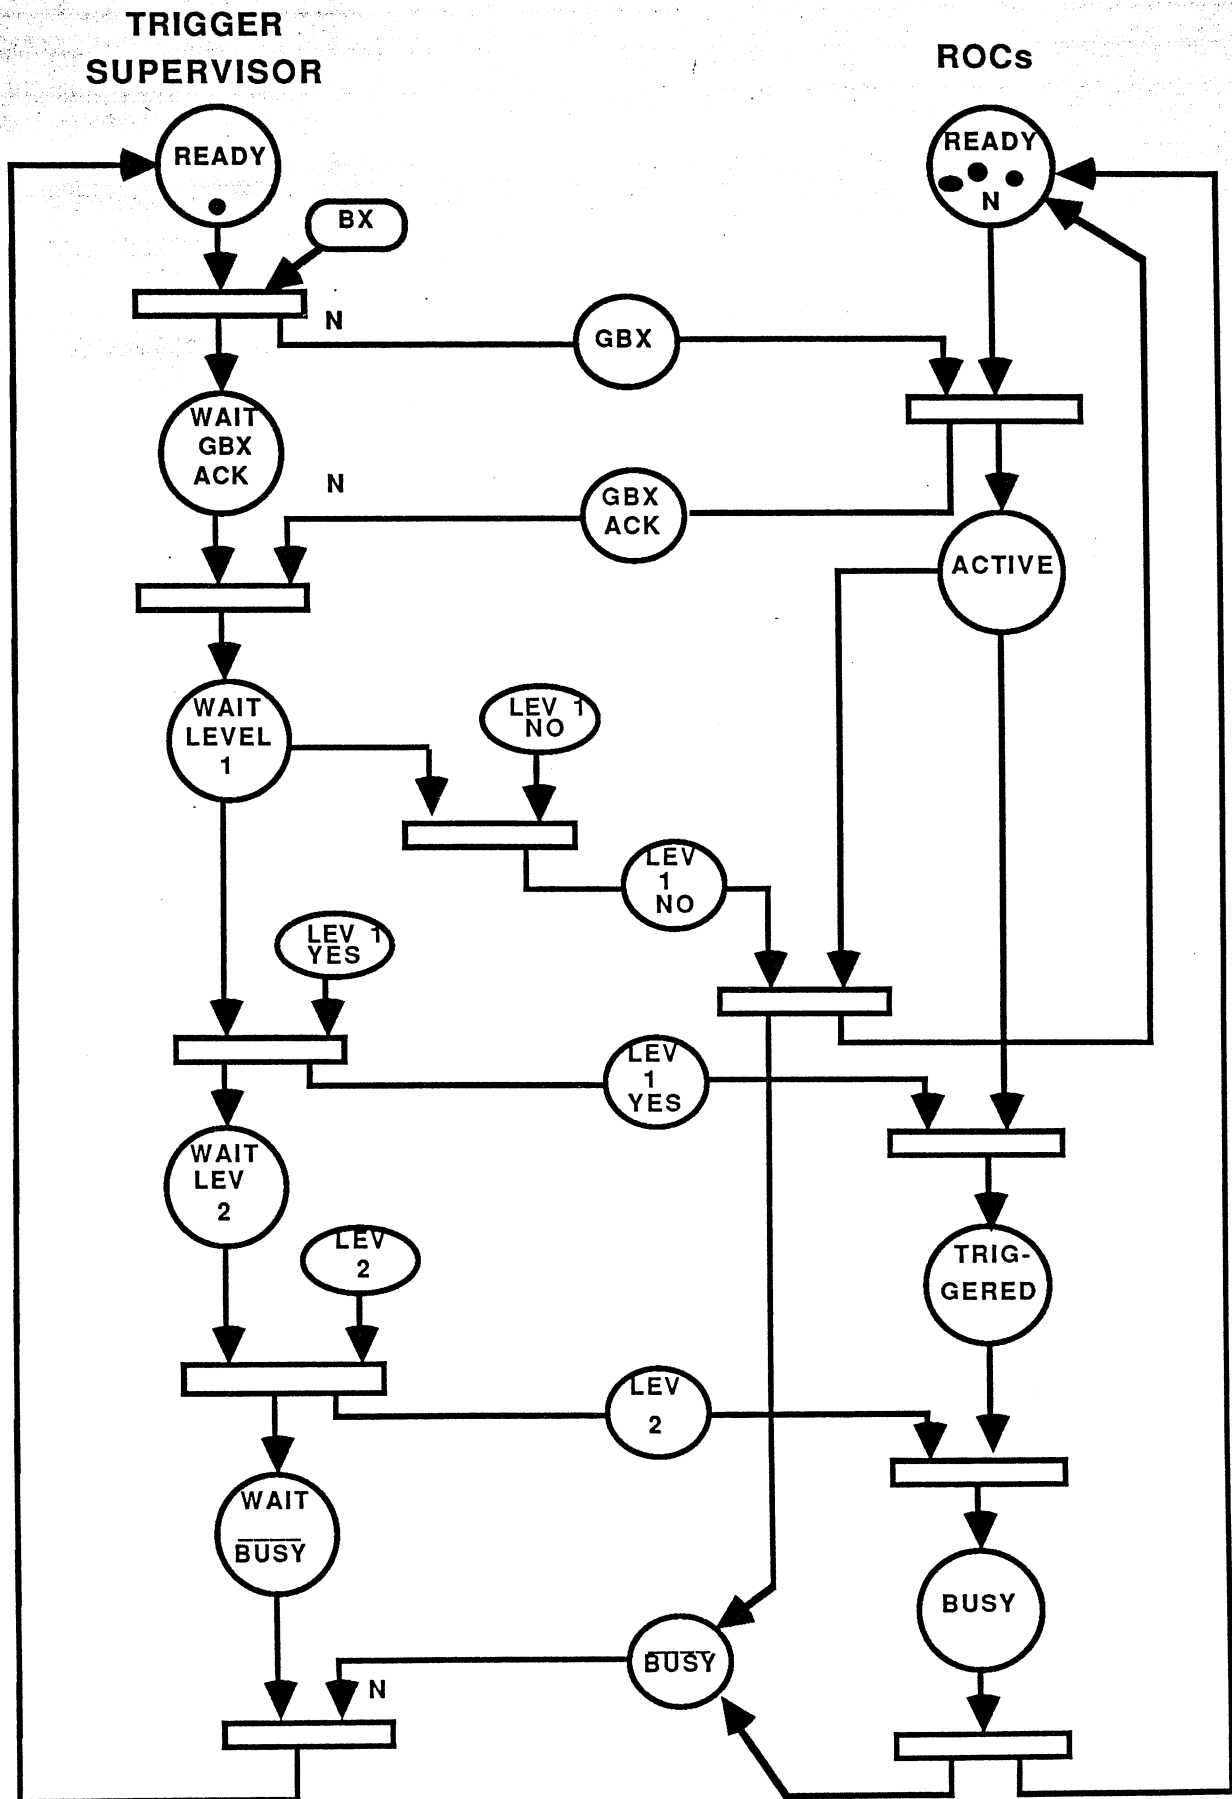 TRIGGER
SUPERVISOR
ROCs
READY
READY
N
BX
N
GBX
WAIT
GBX
ACK
N
GBX
ACK
ACTIVE
WAIT
LEVEL
1
LEV 1
NO
LEV
1
NO
LEV 1
YES
LEV
1
YES
WAIT
LEV
2
LEV
2
TRIG-
GERED
LEV
2
WAIT
BUSY
BUSY
BUSY
N